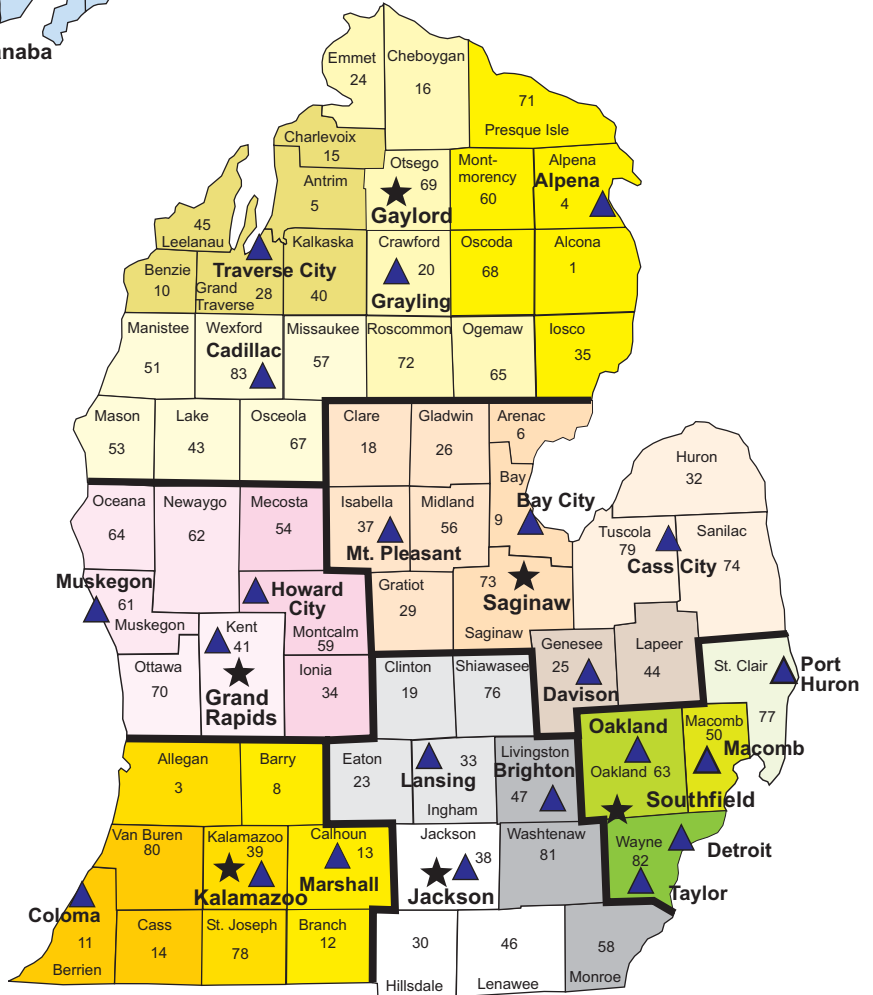 naba
Emmet
24
Cheboygan
16
71
Presque Isle
Charlevoix
15
Antrim
5
Otsego
69
Gaylord
Mont-
morency
60
Alpena
Alpena
4
45
Leelanau
Benzie
10
Traverse City
Grand
Traverse
28
Kalkaska
40
Crawford
20
Grayling
Oscoda
68
Alcona
1
Manistee
51
Wexford
Cadillac
83
Missaukee
57
Roscommon
72
Ogemaw
65
Iosco
35
Mason
53
Lake
43
Osceola
67
Clare
18
Gladwin
26
Arenac
6
Huron
32
Oceana
64
Newaygo
62
Mecosta
54
Isabella
37
Mt. Pleasant
Midland
56
Bay
9
Bay City
Tuscola
79
Cass City
Sanilac
74
Muskegon
61
Muskegon
Howard
City
Montcalm
59
Gratiot
29
73
Saginaw
Saginaw
Kent
41
Grand
Rapids
Ottawa
70
Ionia
34
Clinton
19
Shiawasee
76
Genesee
25
Davison
Lapeer
44
St. Clair
77
Port
Huron
Allegan
3
Barry
8
Eaton
23
33
Lansing
Ingham
Livingston
Brighton
47
Oakland
Oakland 63
Southfield
Macomb
50
Macomb
Van Buren
80
Kalamazoo
39
Kalamazoo
Calhoun
13
Marshall
Jackson
38
Jackson
Washtenaw
81
Wayne
82
Detroit
Taylor
Coloma
11
Berrien
Cass
14
St. Joseph
78
Branch
12
30
Hillsdale
46
Lenawee
58
Monroe